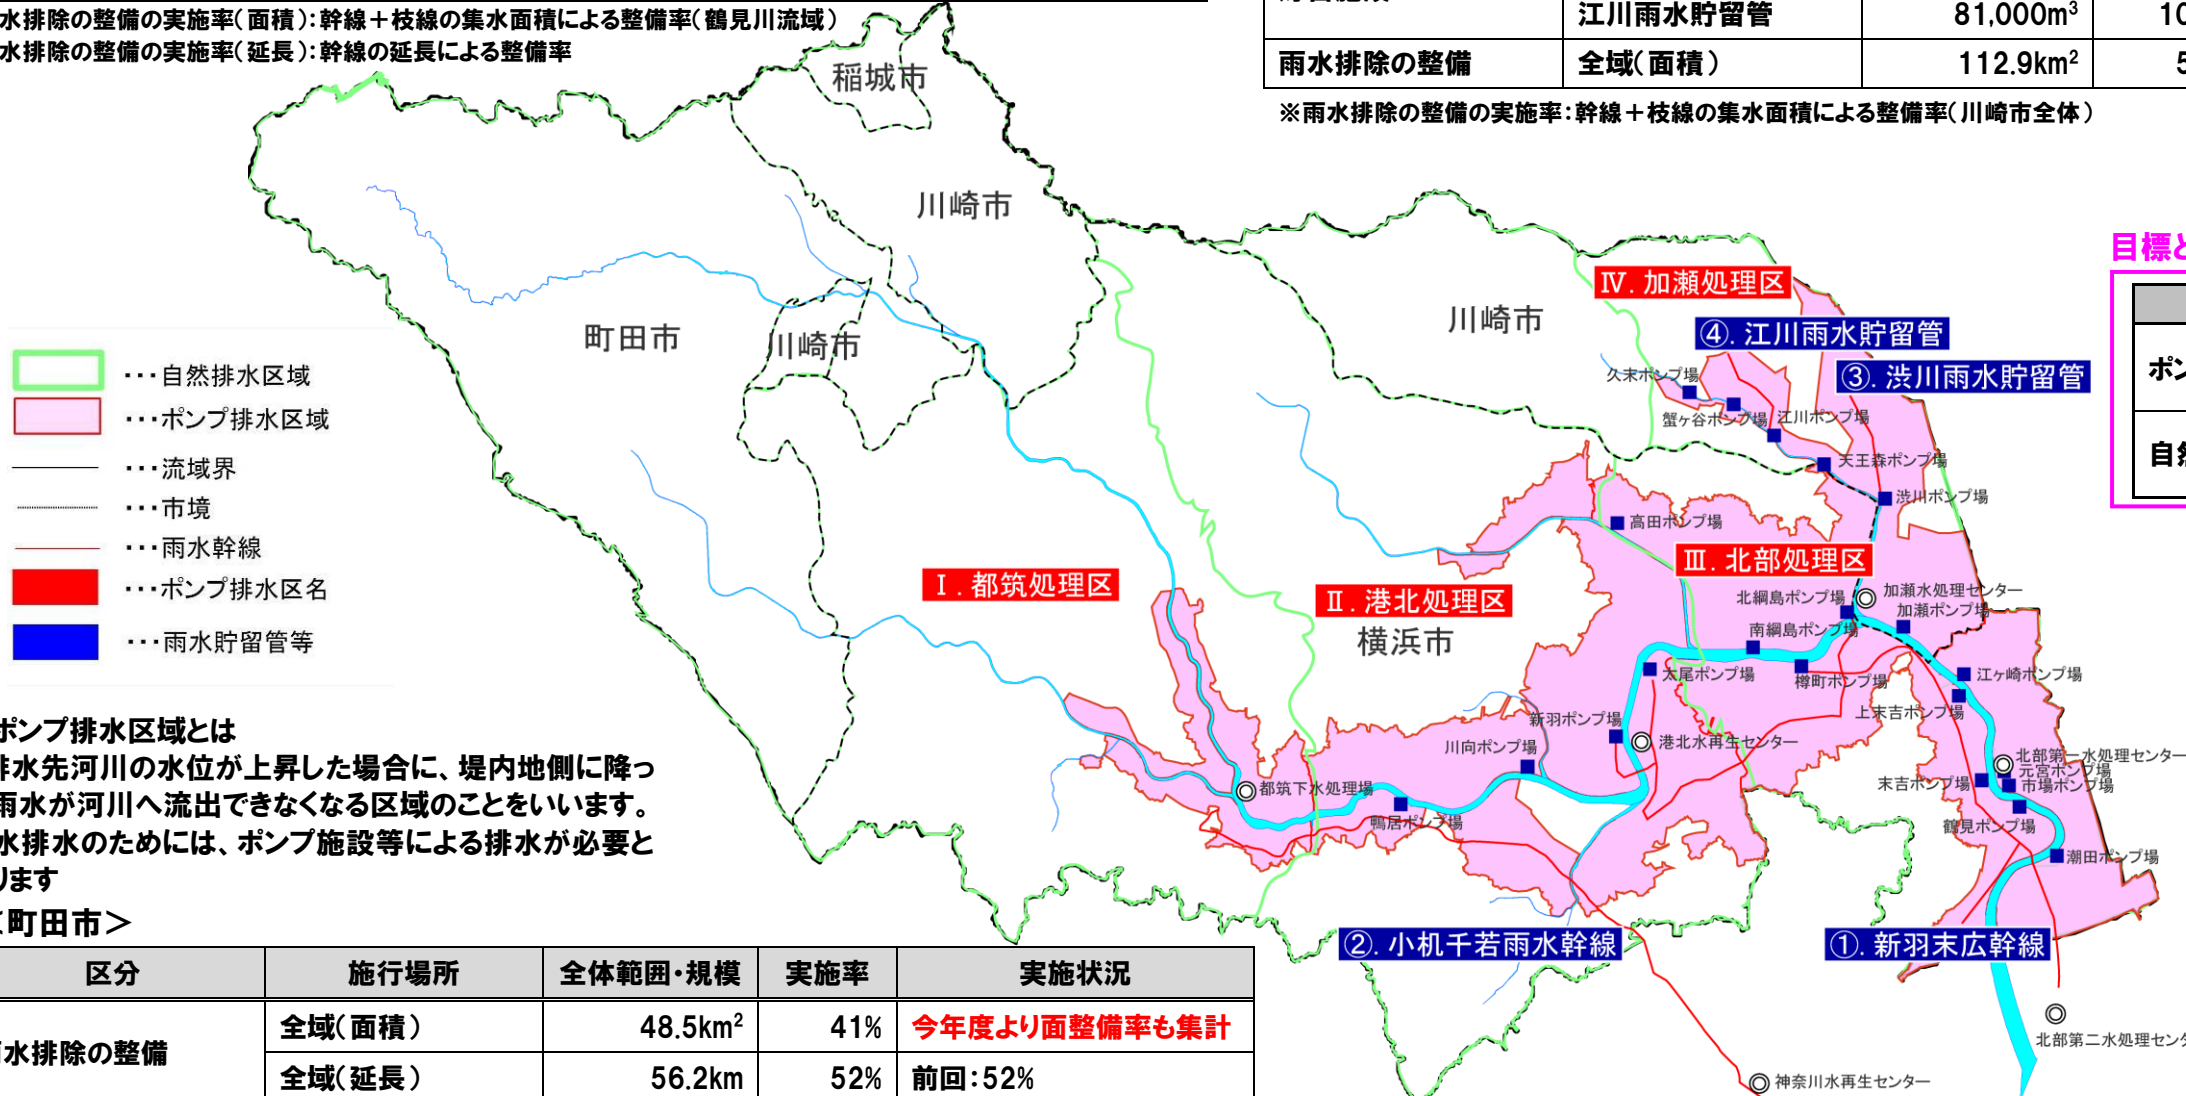 水排除の整備の実施率(面積):幹線+枝線の集水面積による整備率(鶴見川流域)
水排除の整備の実施率(延長):幹線の延長による整備率
江川雨水貯留管 81,000m³ 10
雨水排除の整備 全域(面積) 112.9km² 5
※雨水排除の整備の実施率:幹線+枝線の集水面積による整備率(川崎市全体)
稲城市
川崎市
町田市
川崎市
川崎市
横浜市
目標と
ポン
自然
Ⅳ. 加瀬処理区
④. 江川雨水貯留管
③. 渋川雨水貯留管
久末ポンプ場
蟹ヶ谷ポンプ場
江川ポンプ場
天王森ポンプ場
渋川ポンプ場
高田ポンプ場
Ⅲ. 北部処理区
Ⅰ. 都筑処理区
Ⅱ. 港北処理区
加瀬水処理センター
北綱島ポンプ場
加瀬ポンプ場
南綱島ポンプ場
太尾ポンプ場
樽町ポンプ場
江ヶ崎ポンプ場
上末吉ポンプ場
新羽ポンプ場
港北水再生センター
川向ポンプ場
北部第一水処理センター
元宮ポンプ場
末吉ポンプ場
市場ポンプ場
都筑下水処理場
鴨居ポンプ場
鶴見ポンプ場
潮田ポンプ場
②. 小机千若雨水幹線
①. 新羽末広幹線
北部第二水処理セン
神奈川水再生センター
…自然排水区域
…ポンプ排水区域
…流域界
…市境
…雨水幹線
…ポンプ排水区名
…雨水貯留管等
ポンプ排水区域とは
排水先河川の水位が上昇した場合に、堤内地側に降っ
雨水が河川へ流出できなくなる区域のことをいいます。
水排水のためには、ポンプ施設等による排水が必要と
ります
<町田市>
区分 施行場所 全体範囲・規模 実施率 実施状況
雨水排除の整備 全域(面積) 48.5km² 41% 今年度より面整備率も集計
全域(延長) 56.2km 52% 前回:52%